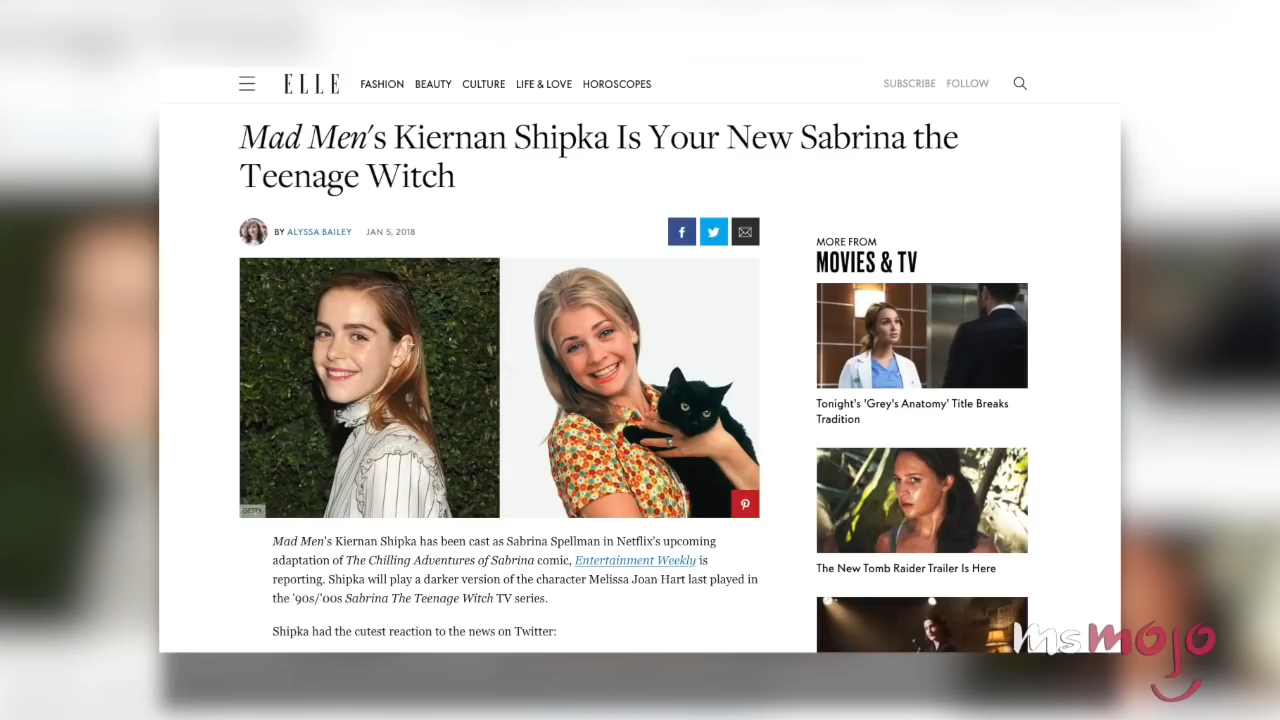 ELLE FASHION BEAUTY CULTURE LIFE & LOVE HOROSCOPES SUBSCRIBE FOLLOW
Mad Men's Kiernan Shipka Is Your New Sabrina the
Teenage Witch
BY ALYSSA BAILEY JAN 5, 2018
GETTY
Mad Men's Kiernan Shipka has been cast as Sabrina Spellman in Netflix's upcoming
adaptation of The Chilling Adventures of Sabrina comic, Entertainment Weekly is
reporting. Shipka will play a darker version of the character Melissa Joan Hart last played in
the '90s/'00s Sabrina The Teenage Witch TV series.
Shipka had the cutest reaction to the news on Twitter:
MORE FROM
MOVIES & TV
Tonight's 'Grey's Anatomy' Title Breaks
Tradition
The New Tomb Raider Trailer Is Here
msmojo